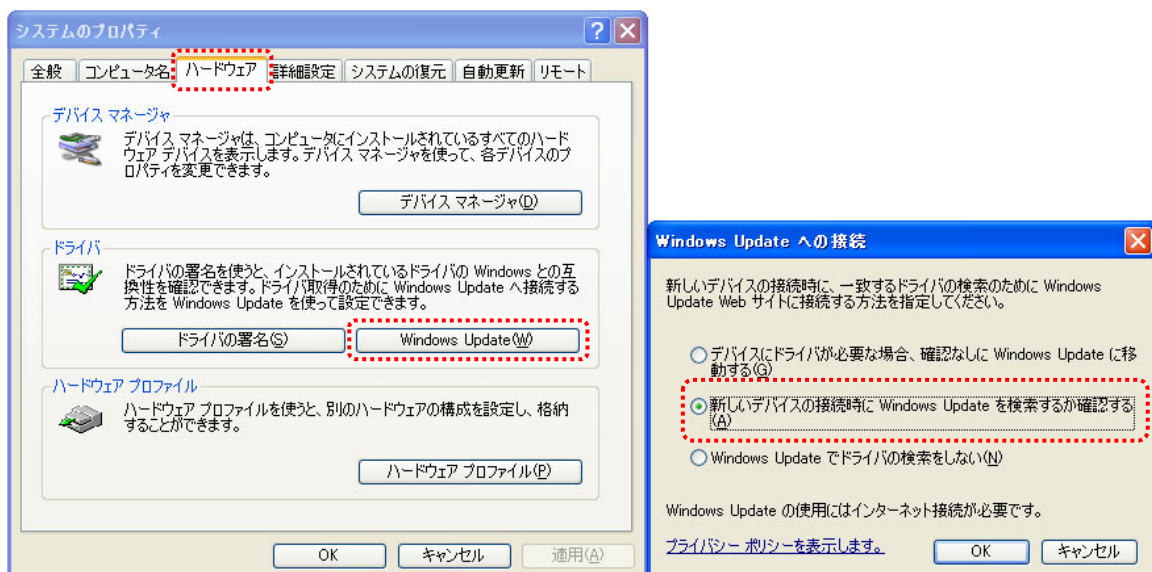 システムのプロパティ
全般
コンピュータ名
ハードウェア
詳細設定
システムの復元
自動更新
リモート
デバイス マネージャ
デバイス マネージャは、コンピュータにインストールされているすべてのハード
ウェア デバイスを表示します。デバイス マネージャを使って、各デバイスのプ
ロパティを変更できます。
デバイス マネージャ(D)
ドライバ
ドライバの署名を使うと、インストールされているドライバの Windows との互
換性を確認できます。ドライバ取得のために Windows Update へ接続する
方法を Windows Update を使って設定できます。
ドライバの署名(S)
Windows Update(W)
ハードウェア プロファイル
ハードウェア プロファイルを使うと、別のハードウェアの構成を設定し、格納
することができます。
ハードウェア プロファイル(P)
OK
キャンセル
適用(A)
Windows Update への接続
新しいデバイスの接続時に、一致するドライバの検索のために Windows
Update Web サイトに接続する方法を指定してください。
デバイスにドライバが必要な場合、確認なしに Windows Update に移
動する(G)
新しいデバイスの接続時に Windows Update を検索するか確認する
(A)
Windows Update でドライバの検索をしない(N)
Windows Update の使用にはインターネット接続が必要です。
プライバシー ポリシーを表示します。
OK
キャンセル